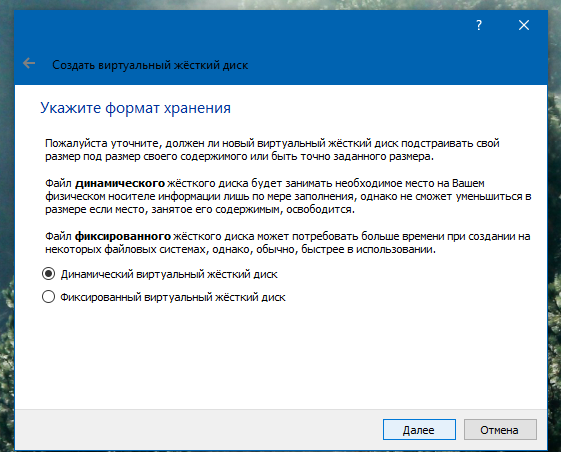 ?
Создать виртуальный жёсткий диск
Укажите формат хранения
Пожалуйста уточните, должен ли новый виртуальный жёсткий диск подстраивать свой
размер под размер своего содержимого или быть точно заданного размера.
Файл динамического жёсткого диска будет занимать необходимое место на Вашем
физическом носителе информации лишь по мере заполнения, однако не сможет уменьшиться в
размере если место, занятое его содержимым, освободится.
Файл фиксированного жёсткого диска может потребовать больше времени при создании на
некоторых файловых системах, однако, обычно, быстрее в использовании.
Динамический виртуальный жёсткий диск
Фиксированный виртуальный жёсткий диск
Далее
Отмена